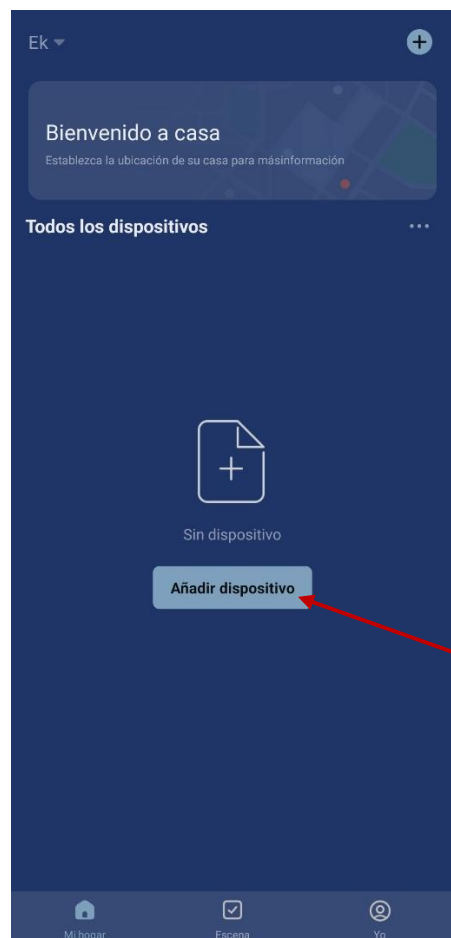 Ek
Bienvenido a casa
Establezca la ubicación de su casa para másinformación
Todos los dispositivos
Sin dispositivo
Añadir dispositivo
Mi hogar
Escena
Yo